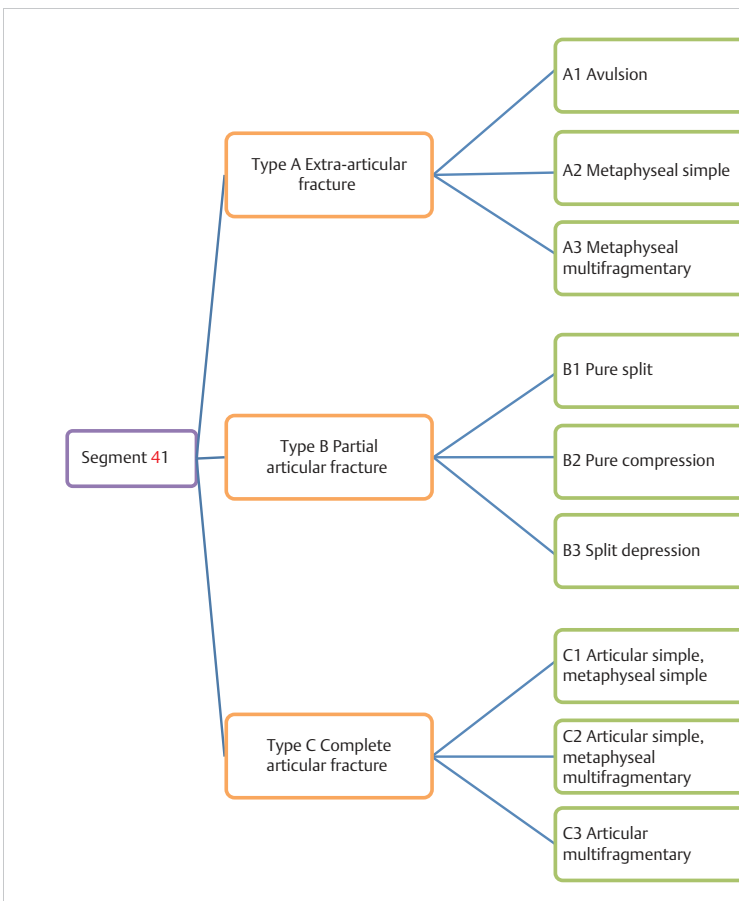 Segment 41
Type A Extra-articular
fracture
A1 Avulsion
A2 Metaphyseal simple
A3 Metaphyseal
multifragmentary
Type B Partial
articular fracture
B1 Pure split
B2 Pure compression
B3 Split depression
Type C Complete
articular fracture
C1 Articular simple,
metaphyseal simple
C2 Articular simple,
metaphyseal
multifragmentary
C3 Articular
multifragmentary